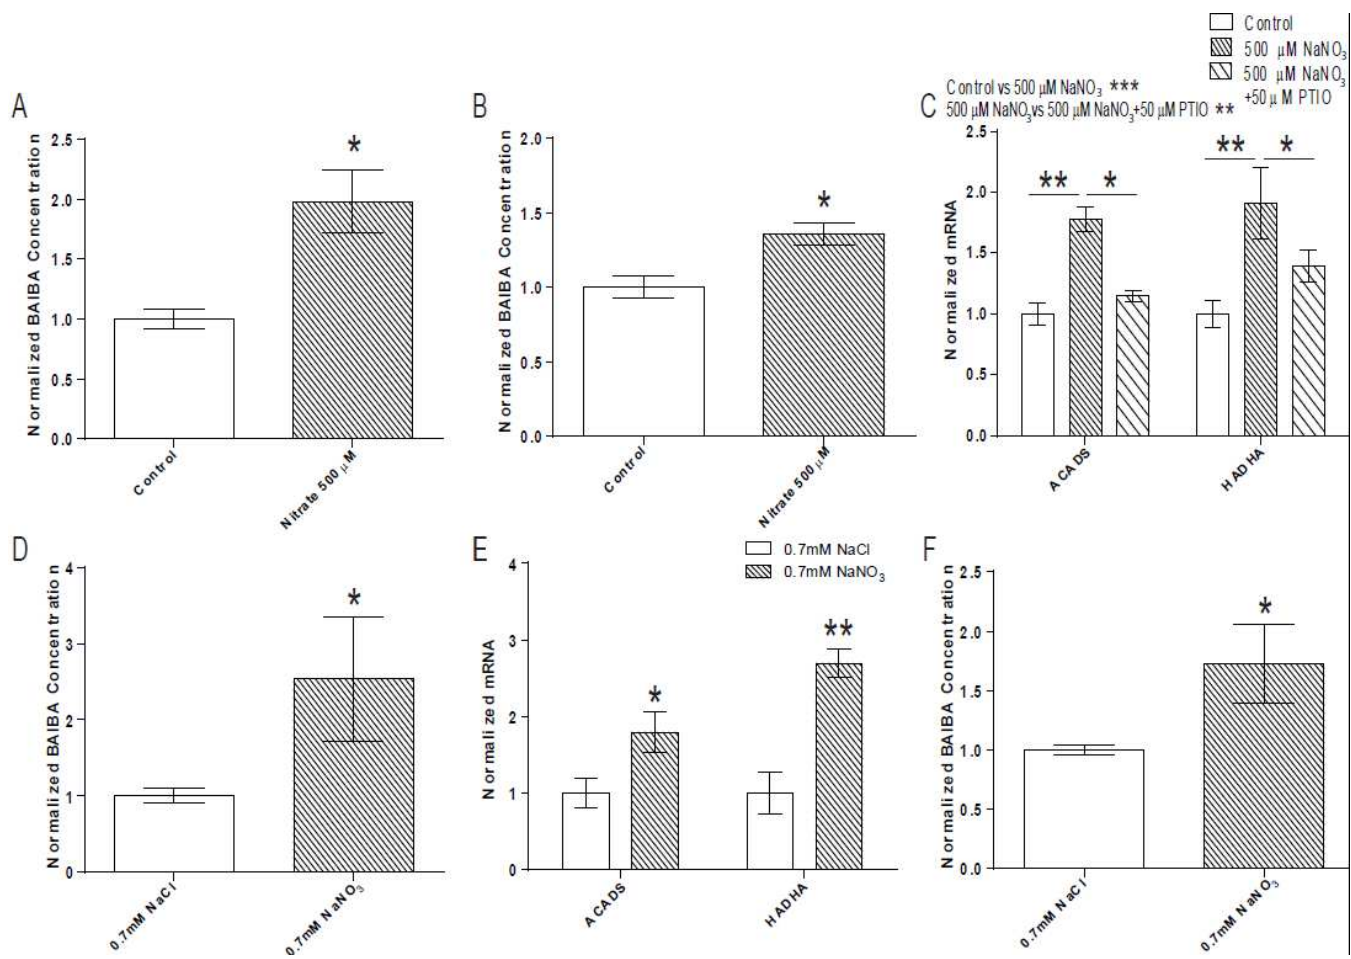 Control
500 μM NaNO₃
500 μM NaNO₃
+50 μM PTIO
A
Normalized BAIBA Concentration
2.5
2.0
1.5
1.0
0.5
0.0
*
Control
Nitrate 500 μM
B
Normalized BAIBA Concentration
2.0
1.5
1.0
0.5
0.0
*
Control
Nitrate 500 μM
C
Control vs 500 μM NaNO₃ ***
500 μM NaNO₃vs 500 μM NaNO₃+50 μM PTIO **
Normalized mRNA
2.5
2.0
1.5
1.0
0.5
0.0
** *
** *
ACADS
HADHA
D
Normalized BAIBA Concentration
4
3
2
1
0
*
0.7mM NaCl
0.7mM NaNO₃
E
0.7mM NaCl
0.7mM NaNO₃
Normalized mRNA
4
3
2
1
0
*
**
ACADS
HADHA
F
Normalized BAIBA Concentration
2.5
2.0
1.5
1.0
0.5
0.0
*
0.7mM NaCl
0.7mM NaNO₃